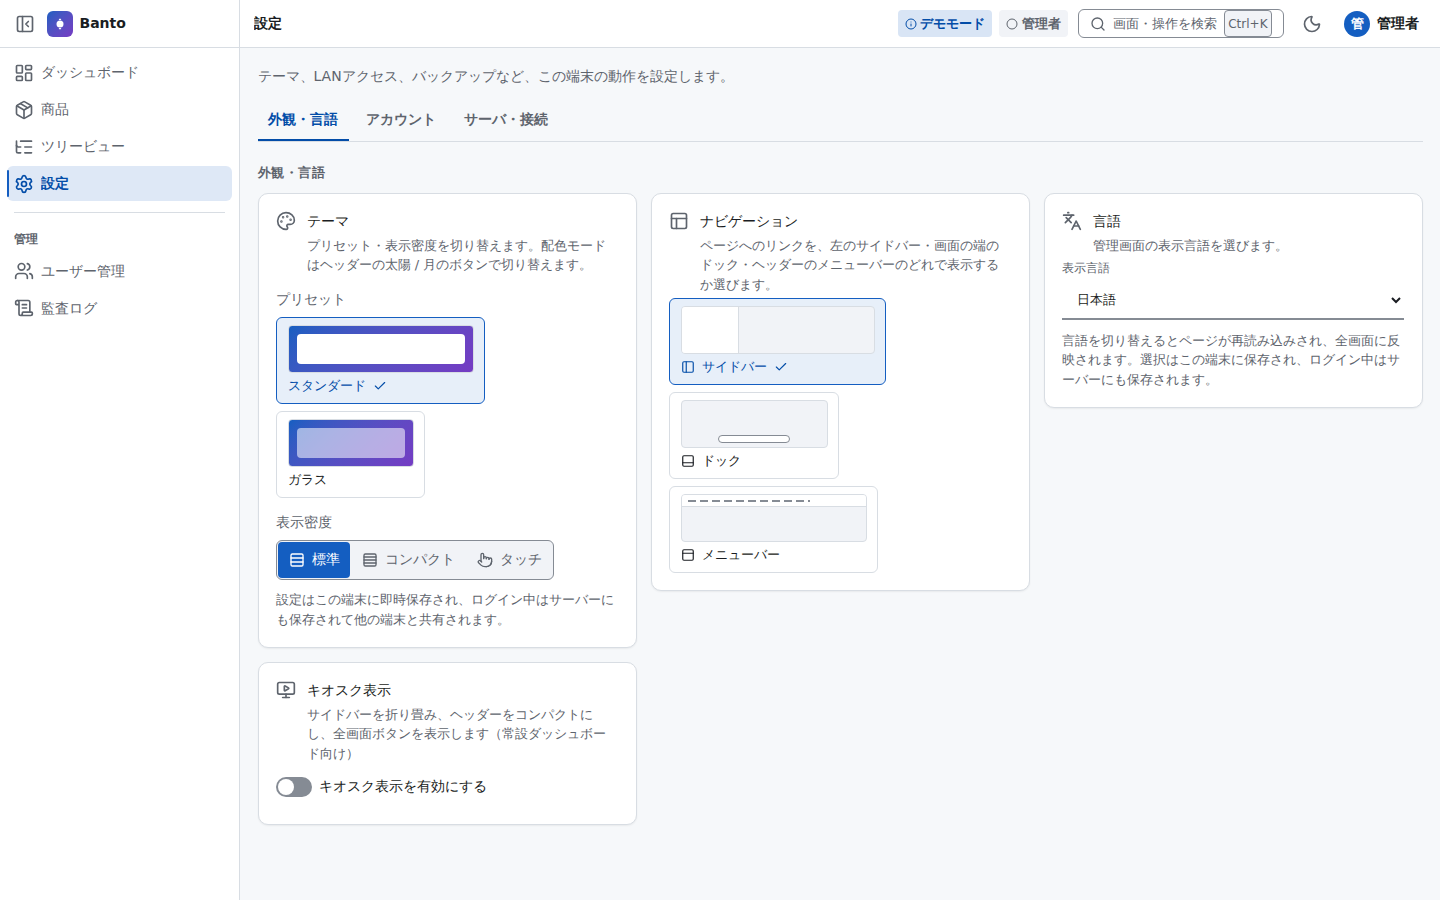 Banto
設定
デモモード
管理者
画面・操作を検索
Ctrl+K
管
管理者
ダッシュボード
商品
ツリービュー
設定
管理
ユーザー管理
監査ログ
テーマ、LANアクセス、バックアップなど、この端末の動作を設定します。
外観・言語
アカウント
サーバ・接続
外観・言語
テーマ
プリセット・表示密度を切り替えます。配色モード
はヘッダーの太陽 / 月のボタンで切り替えます。
プリセット
スタンダード
ガラス
表示密度
標準
コンパクト
タッチ
設定はこの端末に即時保存され、ログイン中はサーバーに
も保存されて他の端末と共有されます。
ナビゲーション
ページへのリンクを、左のサイドバー・画面の端の
ドック・ヘッダーのメニューバーのどれで表示する
か選びます。
サイドバー
ドック
メニューバー
言語
管理画面の表示言語を選びます。
表示言語
日本語
言語を切り替えるとページが再読み込みされ、全画面に反
映されます。選択はこの端末に保存され、ログイン中はサ
ーバーにも保存されます。
キオスク表示
サイドバーを折り畳み、ヘッダーをコンパクトに
し、全画面ボタンを表示します（常設ダッシュボー
ド向け）
キオスク表示を有効にする